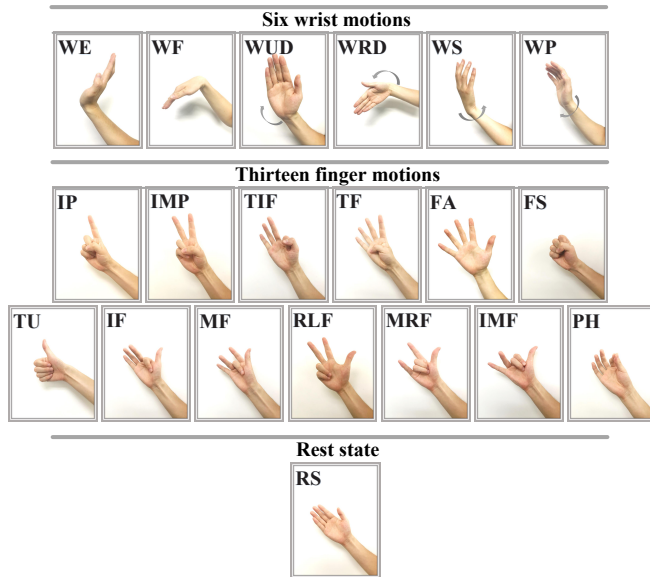 Six wrist motions
WE WF WUD WRD WS WP
Thirteen finger motions
IP IMP TIF TF FA FS
TU IF MF RLF MRF IMF PH
Rest state
RS